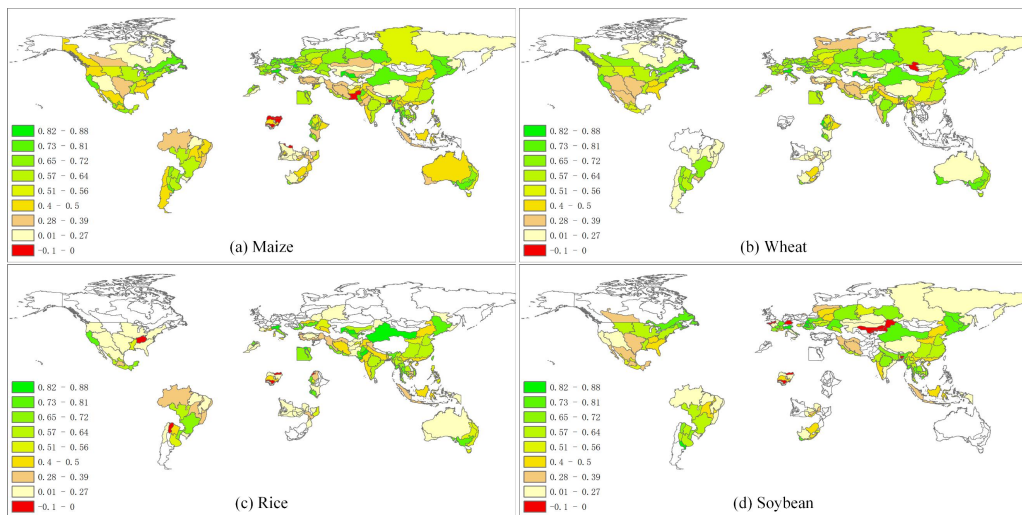 0.82 - 0.88
0.73 - 0.81
0.65 - 0.72
0.57 - 0.64
0.51 - 0.56
0.4 - 0.5
0.28 - 0.39
0.01 - 0.27
-0.1 - 0
(a) Maize
0.82 - 0.88
0.73 - 0.81
0.65 - 0.72
0.57 - 0.64
0.51 - 0.56
0.4 - 0.5
0.28 - 0.39
0.01 - 0.27
-0.1 - 0
(b) Wheat
0.82 - 0.88
0.73 - 0.81
0.65 - 0.72
0.57 - 0.64
0.51 - 0.56
0.4 - 0.5
0.28 - 0.39
0.01 - 0.27
-0.1 - 0
(c) Rice
0.82 - 0.88
0.73 - 0.81
0.65 - 0.72
0.57 - 0.64
0.51 - 0.56
0.4 - 0.5
0.28 - 0.39
0.01 - 0.27
-0.1 - 0
(d) Soybean